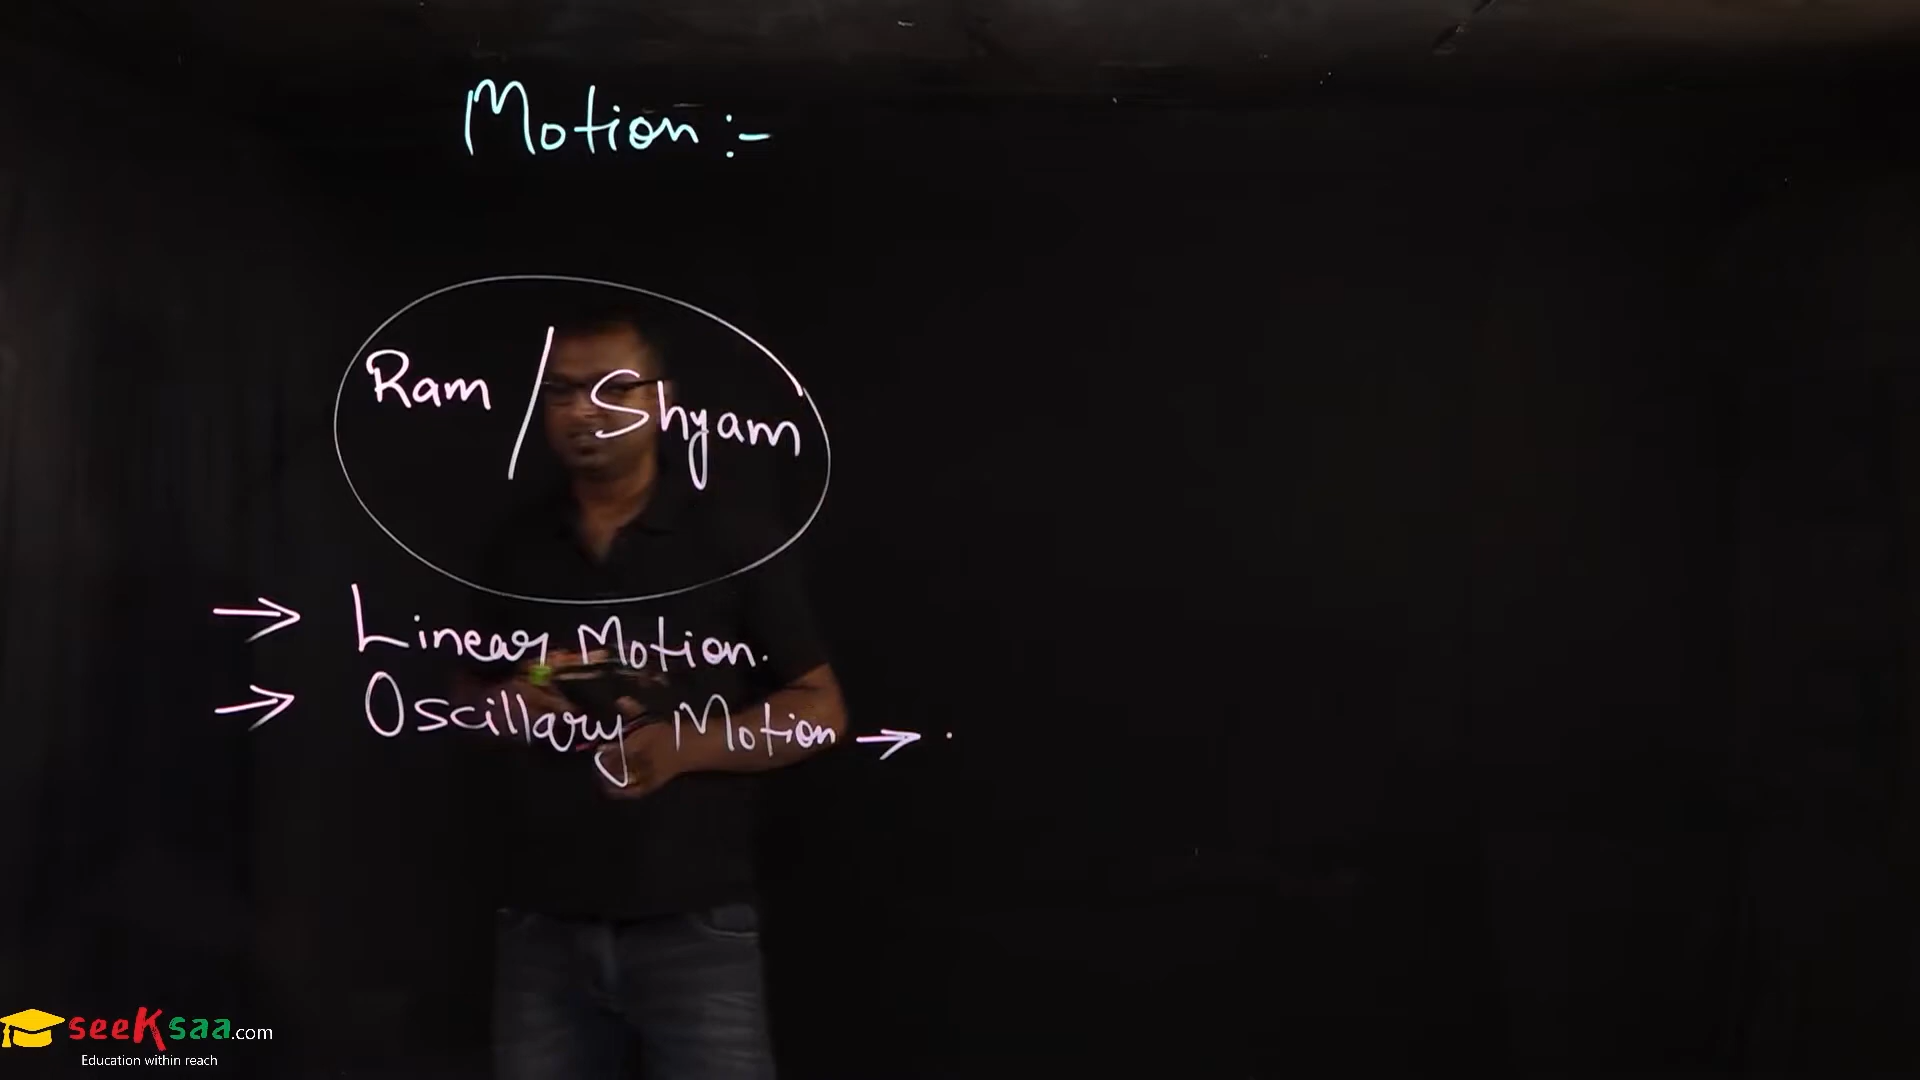 Motion :-
Ram / Shyam
→ Linear Motion.
→ Oscillary Motion → .
seeKsaa.com
Education within reach